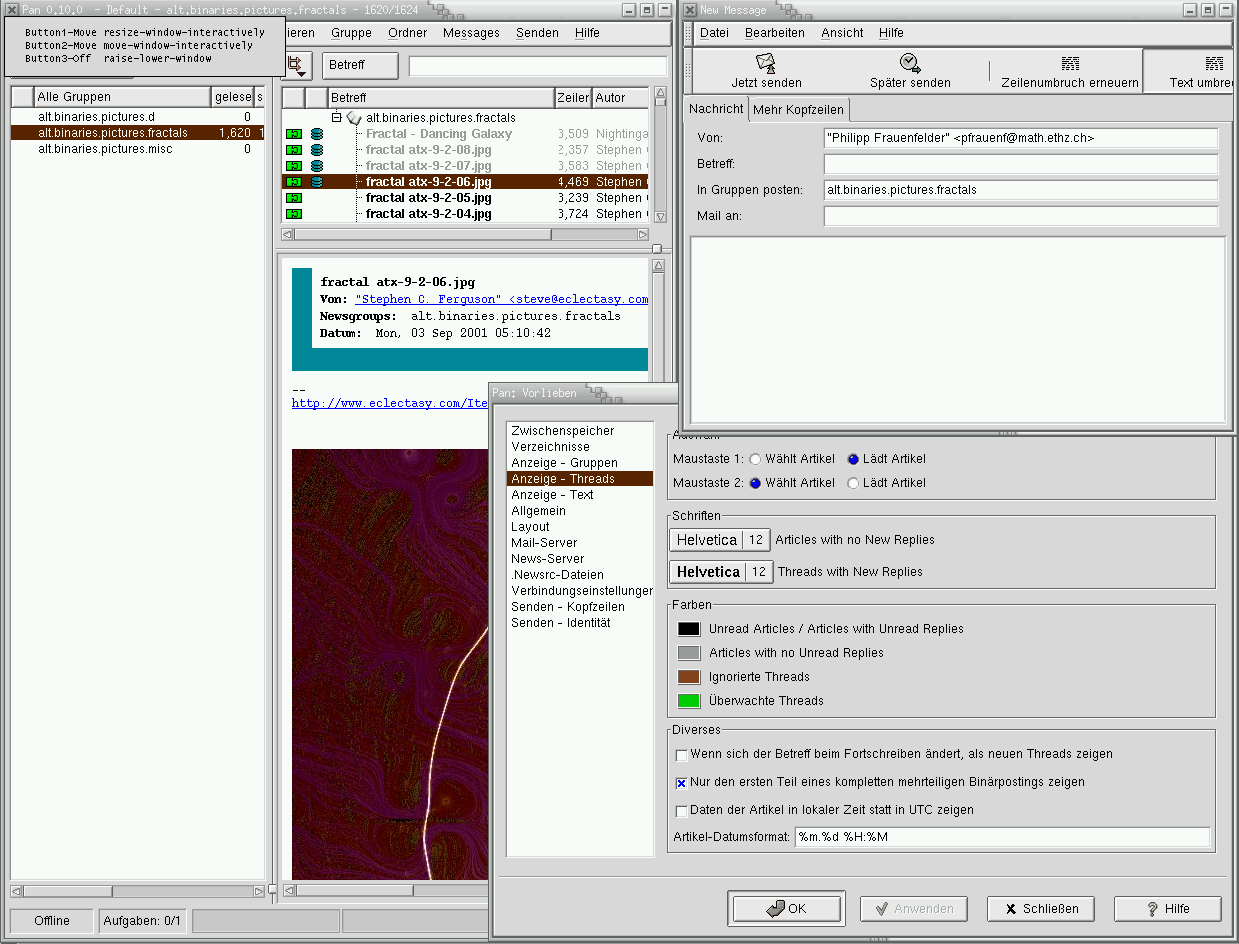 Pan 0.10.0 - Default - alt.binaries.pictures.fractals - 1620/1624
Button1-Move resize-window-interactively
Button2-Move move-window-interactively
Button3-Off raise-lower-window
ieren Gruppe Ordner Messages Senden Hilfe
Betreff
Alle Gruppen gelese s
alt.binaries.pictures.d 0
alt.binaries.pictures.fractals 1,620 1
alt.binaries.pictures.misc 0
Betreff Zeiler Autor
alt.binaries.pictures.fractals
Fractal - Dancing Galaxy 3,509 Nightinga
fractal atx-9-2-08.jpg 2,357 Stephen
fractal atx-9-2-07.jpg 3,583 Stephen
fractal atx-9-2-06.jpg 4,469 Stephen
fractal atx-9-2-05.jpg 3,239 Stephen
fractal atx-9-2-04.jpg 3,724 Stephen
fractal atx-9-2-06.jpg
Von: "Stephen C. Ferguson" <steve@eclectasy.com
Newsgroups: alt.binaries.pictures.fractals
Datum: Mon, 03 Sep 2001 05:10:42
--
http://www.eclectasy.com/Ite
Offline Aufgaben: 0/1
New Message
Datei Bearbeiten Ansicht Hilfe
Jetzt senden Später senden Zeilenumbruch erneuern Text umbre
Nachricht Mehr Kopfzeilen
Von: "Philipp Frauenfelder" <pfrauenf@math.ethz.ch>
Betreff:
In Gruppen posten: alt.binaries.pictures.fractals
Mail an:
Pan: Vorlieben
Zwischenspeicher
Verzeichnisse
Anzeige - Gruppen
Anzeige - Threads
Anzeige - Text
Allgemein
Layout
Mail-Server
News-Server
.Newsrc-Dateien
Verbindungseinstellunger
Senden - Kopfzeilen
Senden - Identität
Auswahl
Maustaste 1: Wählt Artikel Lädt Artikel
Maustaste 2: Wählt Artikel Lädt Artikel
Schriften
Helvetica 12 Articles with no New Replies
Helvetica 12 Threads with New Replies
Farben
Unread Articles / Articles with Unread Replies
Articles with no Unread Replies
Ignorierte Threads
Überwachte Threads
Diverses
Wenn sich der Betreff beim Fortschreiben ändert, als neuen Threads zeigen
Nur den ersten Teil eines kompletten mehrteiligen Binärpostings zeigen
Daten der Artikel in lokaler Zeit statt in UTC zeigen
Artikel-Datumsformat: %m.%d %H:%M
OK Anwenden Schließen Hilfe